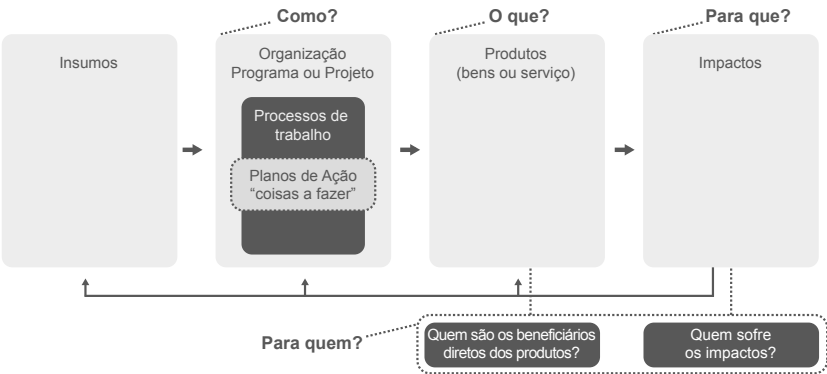 Como?
O que?
Para que?
Insumos
Organização
Programa ou Projeto
Processos de
trabalho
Planos de Ação
“coisas a fazer”
Produtos
(bens ou serviço)
Impactos
Para quem?
Quem são os beneficiários
diretos dos produtos?
Quem sofre
os impactos?